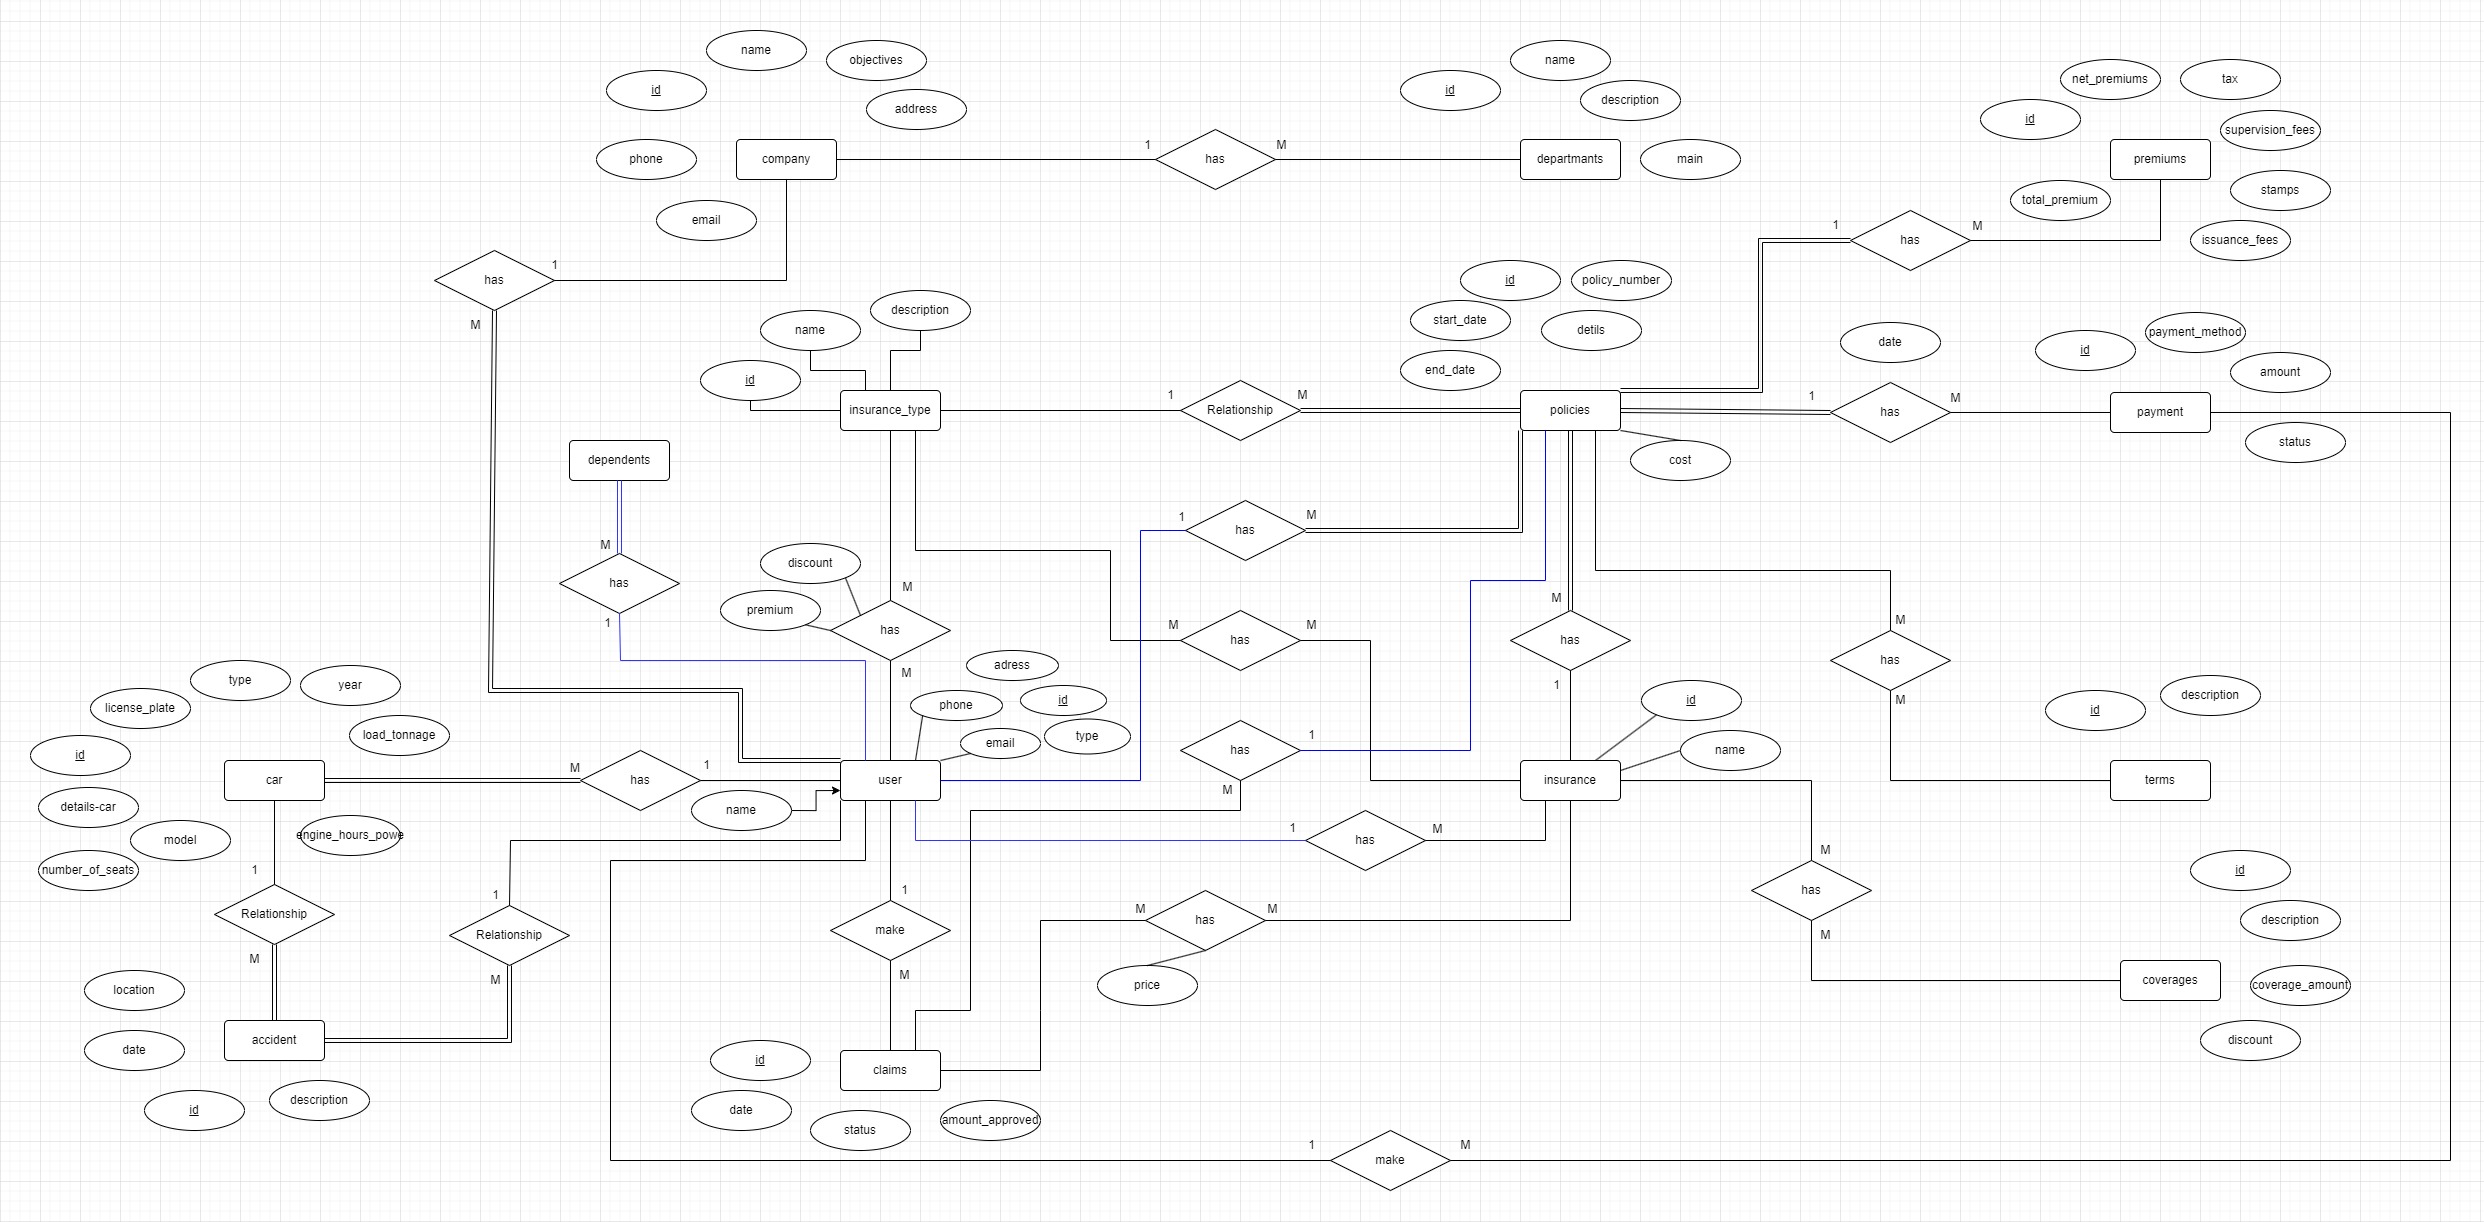 name
objectives
id
address
phone
company
email
1
has
M
name
id
description
departmants
main
net_premiums
tax
id
supervision_fees
premiums
stamps
total_premium
issuance_fees
1
has
M
has
1
M
description
name
id
insurance_type
1
Relationship
M
id
policy_number
start_date
detils
end_date
policies
cost
date
1
has
M
id
payment_method
amount
payment
status
dependents
M
has
1
discount
premium
M
has
M
1
has
M
M
has
M
M
has
1
M
has
M
adress
phone
id
email
type
user
name
has
1
M
type
year
license_plate
load_tonnage
id
car
details-car
model
engine_hours_powe
number_of_seats
M
has
1
id
name
insurance
id
description
terms
1
has
M
1
Relationship
M
1
Relationship
M
1
make
M
M
has
M
price
M
has
M
id
description
coverages
coverage_amount
discount
location
date
accident
id
description
id
claims
date
status
amount_approved
1
make
M